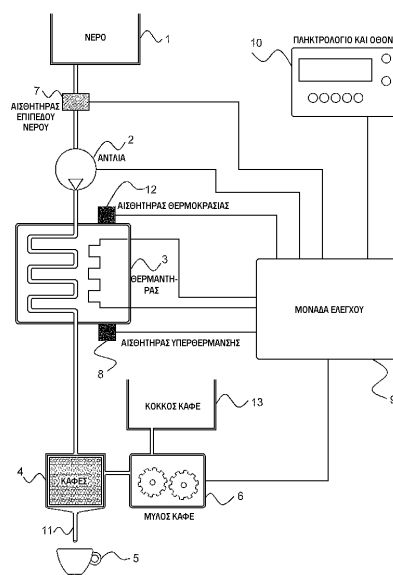 ΠΛΗΚΤΡΟΛΟΓΙΟ ΚΑΙ ΟΘΟΝ
10
ΝΕΡΟ
1
7
ΑΙΣΘΗΤΗΡΑΣ
ΕΠΙΠΕΔΟΥ
ΝΕΡΟΥ
2
ΑΝΤΛΙΑ
12
ΑΙΣΘΗΤΗΡΑΣ ΘΕΡΜΟΚΡΑΣΙΑΣ
3
ΘΕΡΜΑΝΤΗ-
ΡΑΣ
ΜΟΝΑΔΑ ΕΛΕΓΧΟΥ
ΑΙΣΘΗΤΗΡΑΣ ΥΠΕΡΘΕΡΜΑΝΣΗΣ
8
9
ΚΟΚΚΟΣ ΚΑΦΕ
13
4
ΚΑΦΕΣ
6
ΜΥΛΟΣ ΚΑΦΕ
11
5